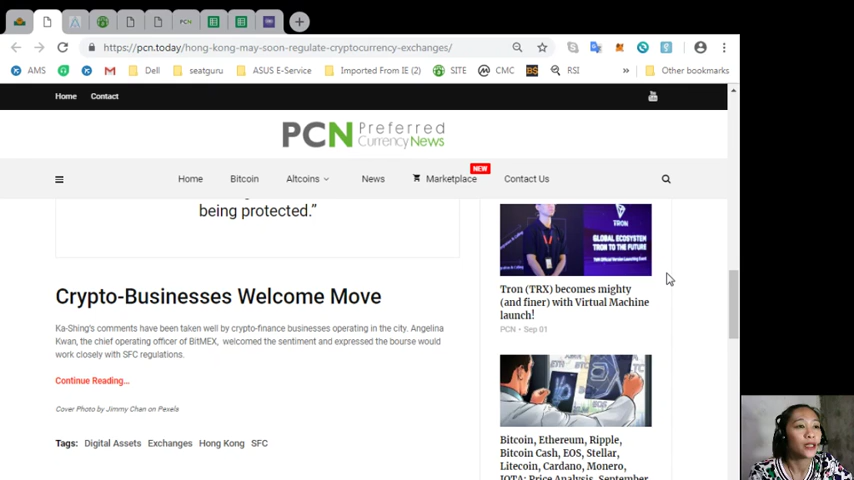 PCN
https://pcn.today/hong-kong-may-soon-regulate-cryptocurrency-exchanges/
AMS
Dell
seatguru
ASUS E-Service
Imported From IE (2)
SITE
CMC
RSI
»
Other bookmarks
Home
Contact
PCN Preferred
Currency News
NEW
Home
Bitcoin
Altcoins
News
Marketplace
Contact Us
being protected.”
Crypto-Businesses Welcome Move
Ka-Shing's comments have been taken well by crypto-finance businesses operating in the city. Angelina
Kwan, the chief operating officer of BitMEX, welcomed the sentiment and expressed the bourse would
work closely with SFC regulations.
Continue Reading...
Cover Photo by Jimmy Chan on Pexels
Tags: Digital Assets Exchanges Hong Kong SFC
TRON
GLOBAL ECOSYSTEM
TRON TO THE FUTURE
Tron (TRX) becomes mighty
(and finer) with Virtual Machine
launch!
PCN • Sep 01
Bitcoin, Ethereum, Ripple,
Bitcoin Cash, EOS, Stellar,
Litecoin, Cardano, Monero,
IOTA: Price Analysis, September